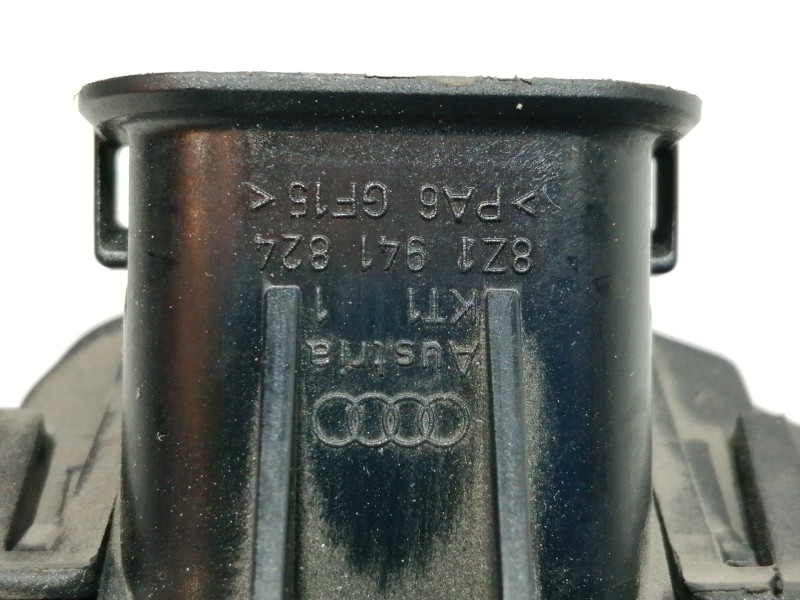 Austria
KT1 1
8Z1 941 824
>PA6 GF15<